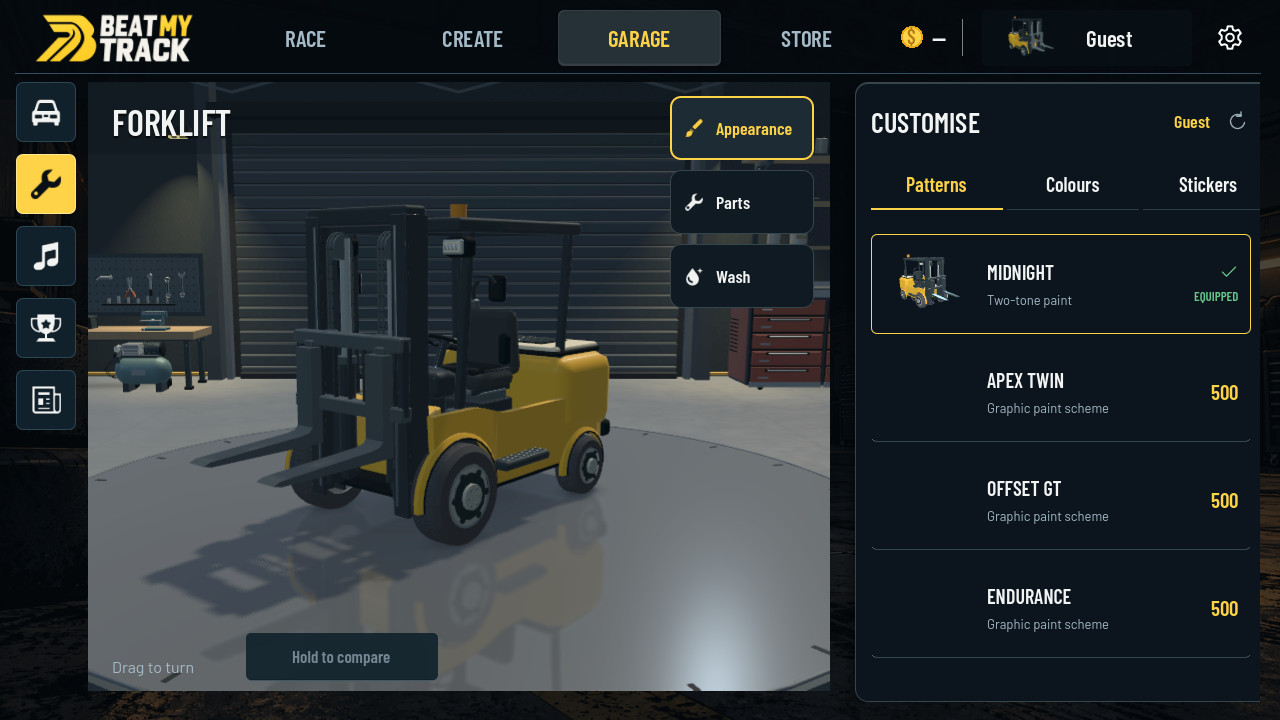 BEAT MY
TRACK
RACE
CREATE
GARAGE
STORE
–
Guest
FORKLIFT
Appearance
Parts
Wash
Drag to turn
Hold to compare
CUSTOMISE
Guest
Patterns
Colours
Stickers
MIDNIGHT
Two-tone paint
EQUIPPED
APEX TWIN
Graphic paint scheme
500
OFFSET GT
Graphic paint scheme
500
ENDURANCE
Graphic paint scheme
500